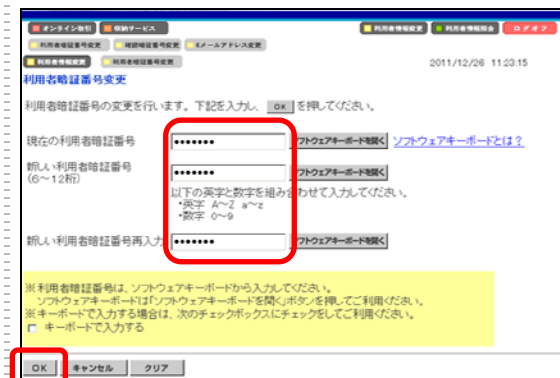 オンライン取引 収納サービス 利用者情報変更 利用者情報照会 ログオフ
利用者暗証番号変更 確認暗証番号変更 Eメールアドレス変更
利用者情報変更 利用者暗証番号変更
2011/12/26 11:23:15
利用者暗証番号変更
利用者暗証番号の変更を行います。下記を入力し、 OK を押してください。
現在の利用者暗証番号 ••••••• ソフトウェアキーボードを開く ソフトウェアキーボードとは？
新しい利用者暗証番号
(6～12桁) ••••••• ソフトウェアキーボードを開く
以下の英字と数字を組み合わせて入力してください。
・英字 A～Z a～z
・数字 0～9
新しい利用者暗証番号再入力 ••••••• ソフトウェアキーボードを開く
※利用者暗証番号は、ソフトウェアキーボードから入力してください。
ソフトウェアキーボードは「ソフトウェアキーボードを開く」ボタンを押してご利用ください。
※キーボードで入力する場合は、次のチェックボックスにチェックをしてご利用ください。
キーボードで入力する
OK キャンセル クリア